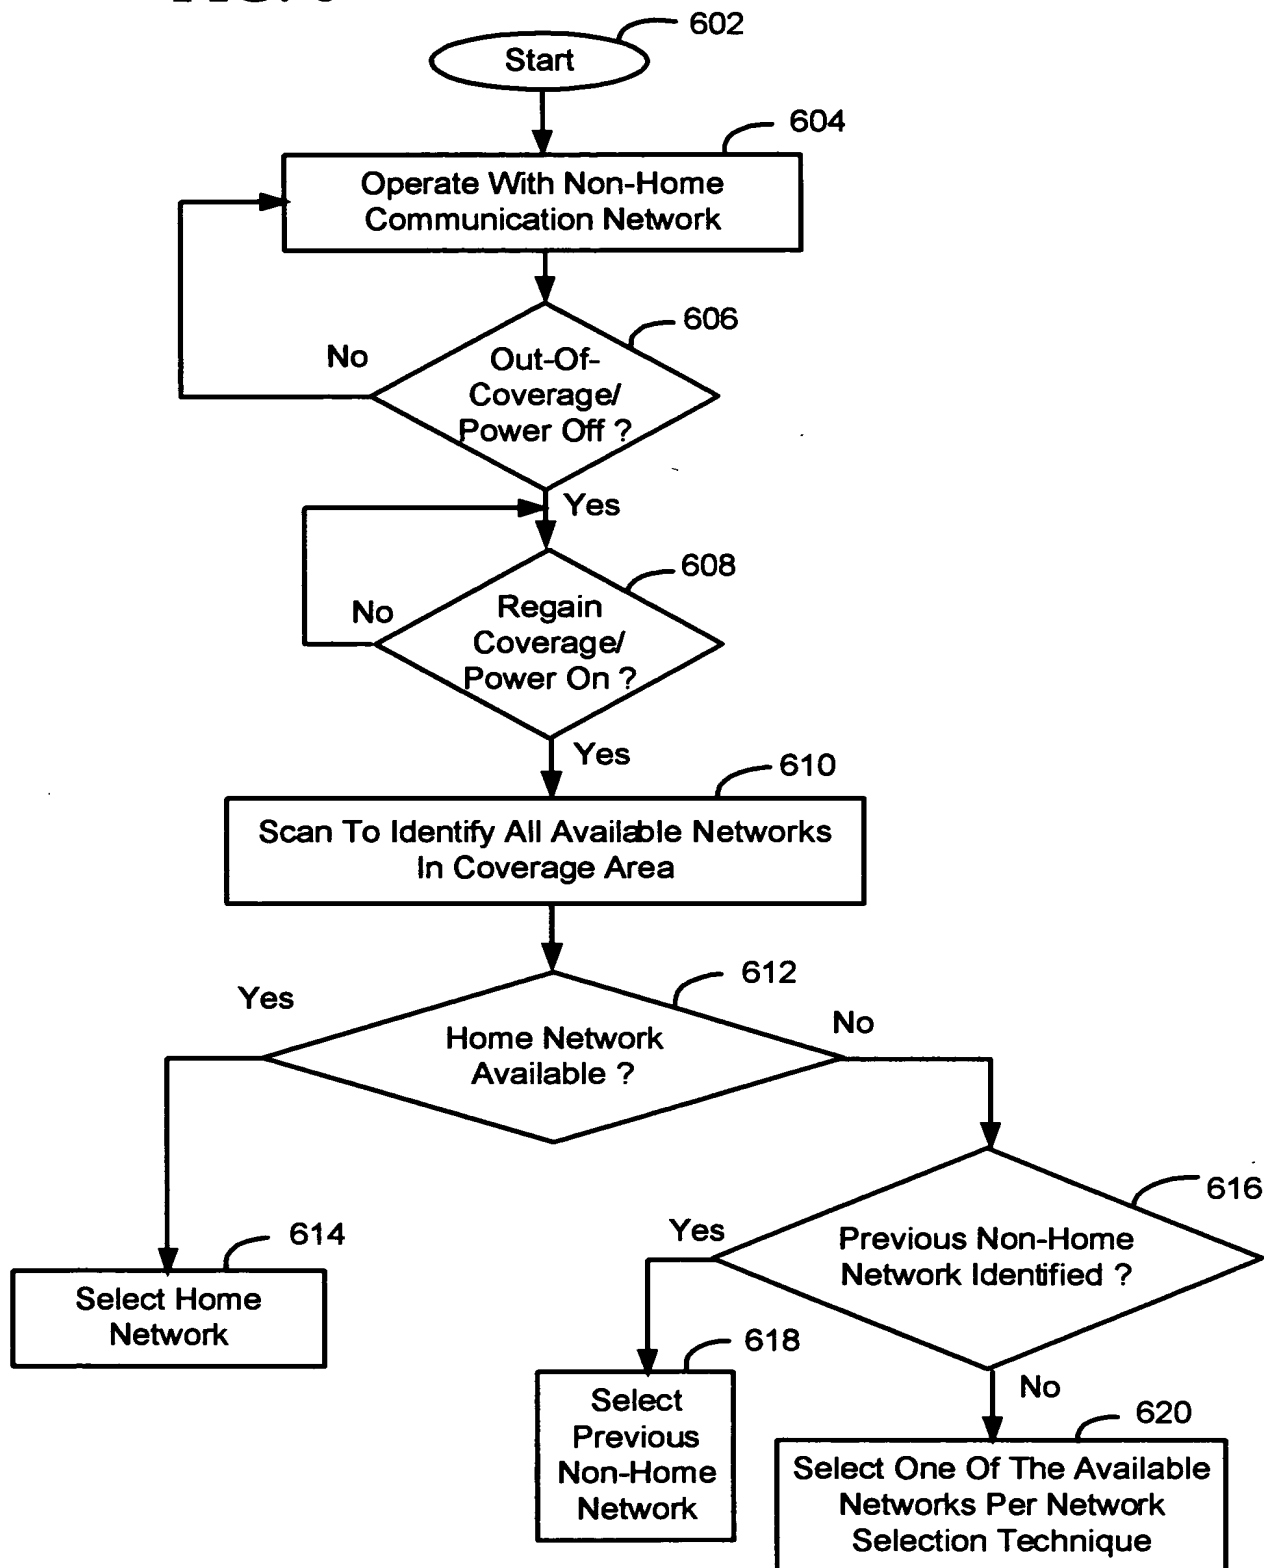 602
Start
604
Operate With Non-Home
Communication Network
606
No
Out-Of-
Coverage/
Power Off ?
Yes
608
No
Regain
Coverage/
Power On ?
Yes
610
Scan To Identify All Available Networks
In Coverage Area
612
Yes
No
Home Network
Available ?
616
614
Yes
Previous Non-Home
Network Identified ?
Select Home
Network
618
No
Select
Previous
Non-Home
Network
620
Select One Of The Available
Networks Per Network
Selection Technique